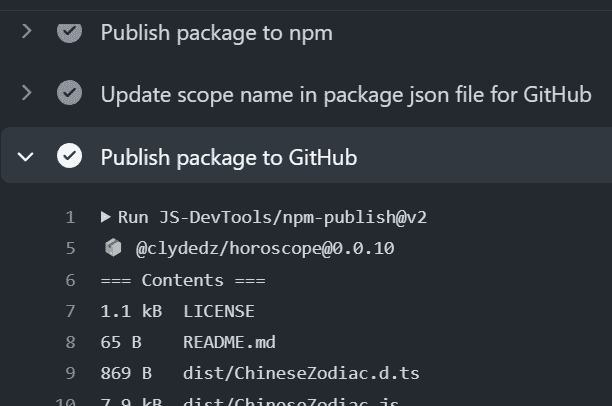 Publish package to npm
Update scope name in package json file for GitHub
Publish package to GitHub
1 Run JS-DevTools/npm-publish@v2
5 @clydedz/horoscope@0.0.10
6 === Contents ===
7 1.1 kB LICENSE
8 65 B README.md
9 869 B dist/ChineseZodiac.d.ts
10 7.9 kB dist/ChineseZodiac.js